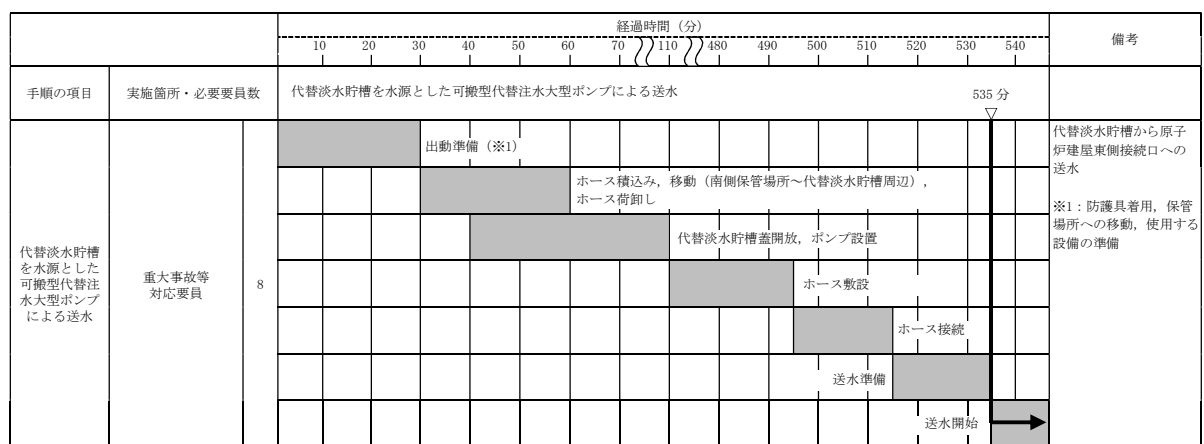 経過時間（分）
備考
10 20 30 40 50 60 70 110 480 490 500 510 520 530 540
手順の項目
実施箇所・必要要員数
代替淡水貯槽を水源とした可搬型代替注水大型ポンプによる送水
535 分
代替淡水貯槽
を水源とした
可搬型代替注
水大型ポンプ
による送水
重大事故等
対応要員
8
出動準備（※1）
ホース積込み，移動（南側保管場所～代替淡水貯槽周辺），
ホース荷卸し
代替淡水貯槽蓋開放，ポンプ設置
ホース敷設
ホース接続
送水準備
送水開始
代替淡水貯槽から原子
炉建屋東側接続口への
送水
※1：防護具着用，保管
場所への移動，使用する
設備の準備